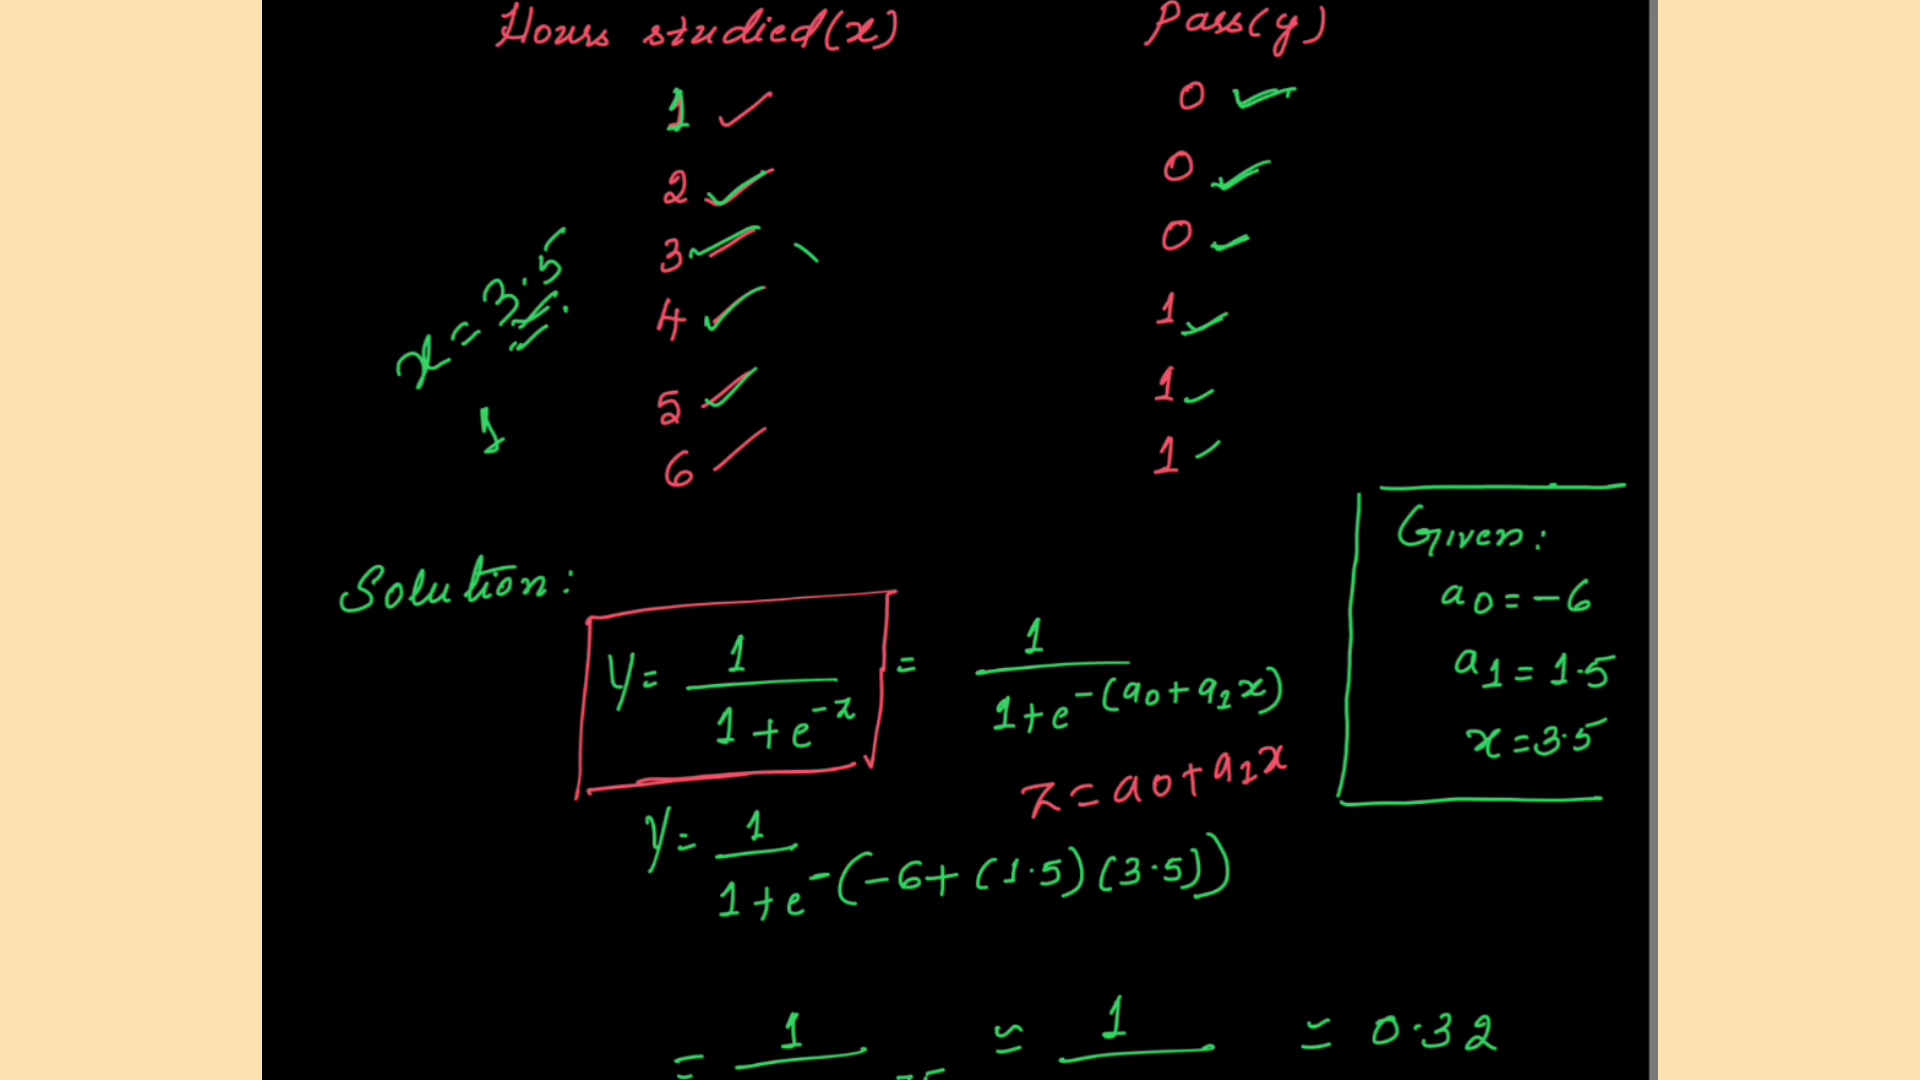 Hours studied(x) Pass(y)
1 0
2 0
3 0
4 1
5 1
6 1
x = 3.5
1
Given:
a0 = -6
a1 = 1.5
x = 3.5
Solution:
Y = 1 / (1 + e^-z) = 1 / (1 + e^-(a0 + a1x))
z = a0 + a1x
Y = 1 / (1 + e^-(-6 + (1.5)(3.5)))
= 1 ≃ 1 ≃ 0.32